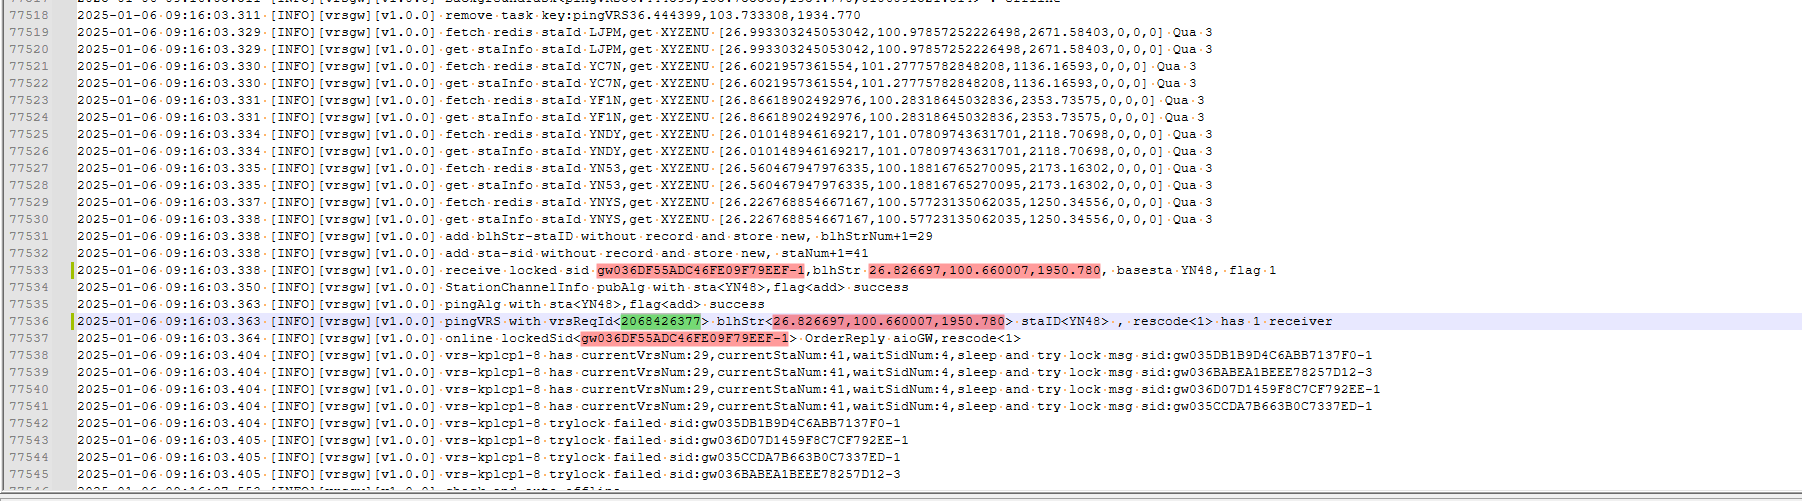 77518 2025-01-06 09:16:03.311 [INFO][vrsgw][v1.0.0] remove task key:pingVRS36.444399,103.733308,1934.770
77519 2025-01-06 09:16:03.329 [INFO][vrsgw][v1.0.0] fetch redis staId LJPM,get XYZENU [26.993303245053042,100.97857252226498,2671.58403,0,0,0] Qua 3
77520 2025-01-06 09:16:03.329 [INFO][vrsgw][v1.0.0] get staInfo staId LJPM,get XYZENU [26.993303245053042,100.97857252226498,2671.58403,0,0,0] Qua 3
77521 2025-01-06 09:16:03.330 [INFO][vrsgw][v1.0.0] fetch redis staId YC7N,get XYZENU [26.6021957361554,101.27775782848208,1136.16593,0,0,0] Qua 3
77522 2025-01-06 09:16:03.330 [INFO][vrsgw][v1.0.0] get staInfo staId YC7N,get XYZENU [26.6021957361554,101.27775782848208,1136.16593,0,0,0] Qua 3
77523 2025-01-06 09:16:03.331 [INFO][vrsgw][v1.0.0] fetch redis staId YF1N,get XYZENU [26.86618902492976,100.28318645032836,2353.73575,0,0,0] Qua 3
77524 2025-01-06 09:16:03.331 [INFO][vrsgw][v1.0.0] get staInfo staId YF1N,get XYZENU [26.86618902492976,100.28318645032836,2353.73575,0,0,0] Qua 3
77525 2025-01-06 09:16:03.334 [INFO][vrsgw][v1.0.0] fetch redis staId YNDY,get XYZENU [26.010148946169217,101.07809743631701,2118.70698,0,0,0] Qua 3
77526 2025-01-06 09:16:03.334 [INFO][vrsgw][v1.0.0] get staInfo staId YNDY,get XYZENU [26.010148946169217,101.07809743631701,2118.70698,0,0,0] Qua 3
77527 2025-01-06 09:16:03.335 [INFO][vrsgw][v1.0.0] fetch redis staId YN53,get XYZENU [26.560467947976335,100.18816765270095,2173.16302,0,0,0] Qua 3
77528 2025-01-06 09:16:03.335 [INFO][vrsgw][v1.0.0] get staInfo staId YN53,get XYZENU [26.560467947976335,100.18816765270095,2173.16302,0,0,0] Qua 3
77529 2025-01-06 09:16:03.337 [INFO][vrsgw][v1.0.0] fetch redis staId YNYS,get XYZENU [26.226768854667167,100.57723135062035,1250.34556,0,0,0] Qua 3
77530 2025-01-06 09:16:03.338 [INFO][vrsgw][v1.0.0] get staInfo staId YNYS,get XYZENU [26.226768854667167,100.57723135062035,1250.34556,0,0,0] Qua 3
77531 2025-01-06 09:16:03.338 [INFO][vrsgw][v1.0.0] add blhStr-staID without record and store new, blhStrNum+1=29
77532 2025-01-06 09:16:03.338 [INFO][vrsgw][v1.0.0] add sta-sid without record and store new, staNum+1=41
77533 2025-01-06 09:16:03.338 [INFO][vrsgw][v1.0.0] receive locked sid gw036DF55ADC46FE09F79EEF-1,blhStr 26.826697,100.660007,1950.780, basesta YN48, flag 1
77534 2025-01-06 09:16:03.350 [INFO][vrsgw][v1.0.0] StationChannelInfo pubAlg with sta<YN48>,flag<add> success
77535 2025-01-06 09:16:03.363 [INFO][vrsgw][v1.0.0] pingAlg with sta<YN48>,flag<add> success
77536 2025-01-06 09:16:03.363 [INFO][vrsgw][v1.0.0] pingVRS with vrsReqId<2068426377> blhStr<26.826697,100.660007,1950.780> staID<YN48> , rescode<1> has 1 receiver
77537 2025-01-06 09:16:03.364 [INFO][vrsgw][v1.0.0] online lockedSid<gw036DF55ADC46FE09F79EEF-1> OrderReply aioGW,rescode<1>
77538 2025-01-06 09:16:03.404 [INFO][vrsgw][v1.0.0] vrs-kplcp1-8 has currentVrsNum:29,currentStaNum:41,waitSidNum:4,sleep and try lock msg sid:gw035DB1B9D4C6ABB7137F0-1
77539 2025-01-06 09:16:03.404 [INFO][vrsgw][v1.0.0] vrs-kplcp1-8 has currentVrsNum:29,currentStaNum:41,waitSidNum:4,sleep and try lock msg sid:gw036BABEA1BEEE78257D12-3
77540 2025-01-06 09:16:03.404 [INFO][vrsgw][v1.0.0] vrs-kplcp1-8 has currentVrsNum:29,currentStaNum:41,waitSidNum:4,sleep and try lock msg sid:gw036D07D1459F8C7CF792EE-1
77541 2025-01-06 09:16:03.404 [INFO][vrsgw][v1.0.0] vrs-kplcp1-8 has currentVrsNum:29,currentStaNum:41,waitSidNum:4,sleep and try lock msg sid:gw035CCDA7B663B0C7337ED-1
77542 2025-01-06 09:16:03.404 [INFO][vrsgw][v1.0.0] vrs-kplcp1-8 trylock failed sid:gw035DB1B9D4C6ABB7137F0-1
77543 2025-01-06 09:16:03.405 [INFO][vrsgw][v1.0.0] vrs-kplcp1-8 trylock failed sid:gw036D07D1459F8C7CF792EE-1
77544 2025-01-06 09:16:03.405 [INFO][vrsgw][v1.0.0] vrs-kplcp1-8 trylock failed sid:gw035CCDA7B663B0C7337ED-1
77545 2025-01-06 09:16:03.405 [INFO][vrsgw][v1.0.0] vrs-kplcp1-8 trylock failed sid:gw036BABEA1BEEE78257D12-3